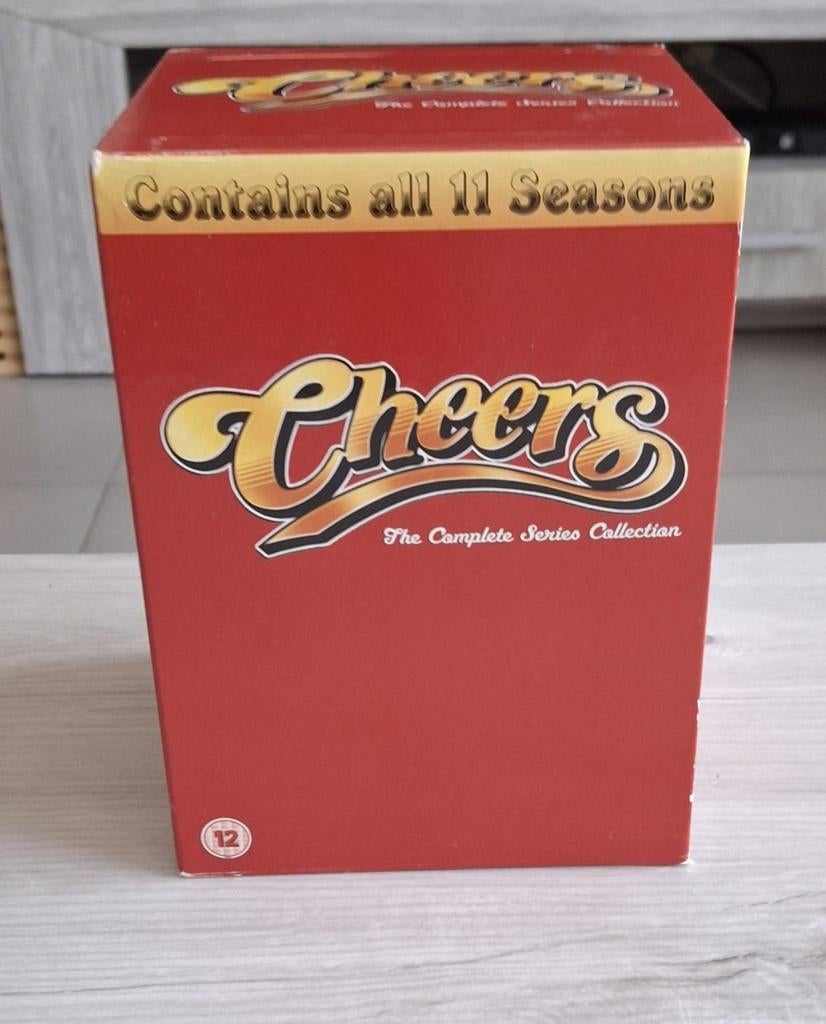 Cheers
The Complete Series Collection
Contains all 11 Seasons
Cheers
The Complete Series Collection
12